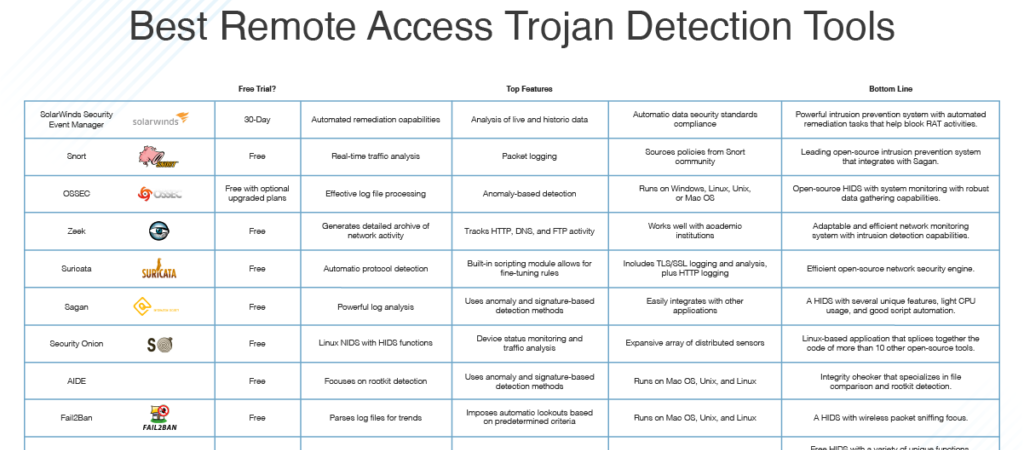 Best Remote Access Trojan Detection Tools
Free Trial?
Top Features
Bottom Line
SolarWinds Security
Event Manager
solarwinds
30-Day
Automated remediation capabilities
Analysis of live and historic data
Automatic data security standards
compliance
Powerful intrusion prevention system with automated
remediation tasks that help block RAT activities.
Snort
Free
Real-time traffic analysis
Packet logging
Sources policies from Snort
community
Leading open-source intrusion prevention system
that integrates with Sagan.
OSSEC
OSSEC
Free with optional
upgraded plans
Effective log file processing
Anomaly-based detection
Runs on Windows, Linux, Unix,
or Mac OS
Open-source HIDS with system monitoring with robust
data gathering capabilities.
Zeek
Free
Generates detailed archive of
network activity
Tracks HTTP, DNS, and FTP activity
Works well with academic
institutions
Adaptable and efficient network monitoring
system with intrusion detection capabilities.
Suricata
SURICATA
Free
Automatic protocol detection
Built-in scripting module allows for
fine-tuning rules
Includes TLS/SSL logging and analysis,
plus HTTP logging
Efficient open-source network security engine.
Sagan
Free
Powerful log analysis
Uses anomaly and signature-based
detection methods
Easily integrates with other
applications
A HIDS with several unique features, light CPU
usage, and good script automation.
Security Onion
SO
Free
Linux NIDS with HIDS functions
Device status monitoring and
traffic analysis
Expansive array of distributed sensors
Linux-based application that splices together the
code of more than 10 other open-source tools.
AIDE
Free
Focuses on rootkit detection
Uses anomaly and signature-based
detection methods
Runs on Mac OS, Unix, and Linux
Integrity checker that specializes in file
comparison and rootkit detection.
Fail2Ban
FAIL2BAN
Free
Parses log files for trends
Imposes automatic lookouts based
on predetermined criteria
Runs on Mac OS, Unix, and Linux
A HIDS with wireless packet sniffing focus.
Free HIDS with a variety of unique functions